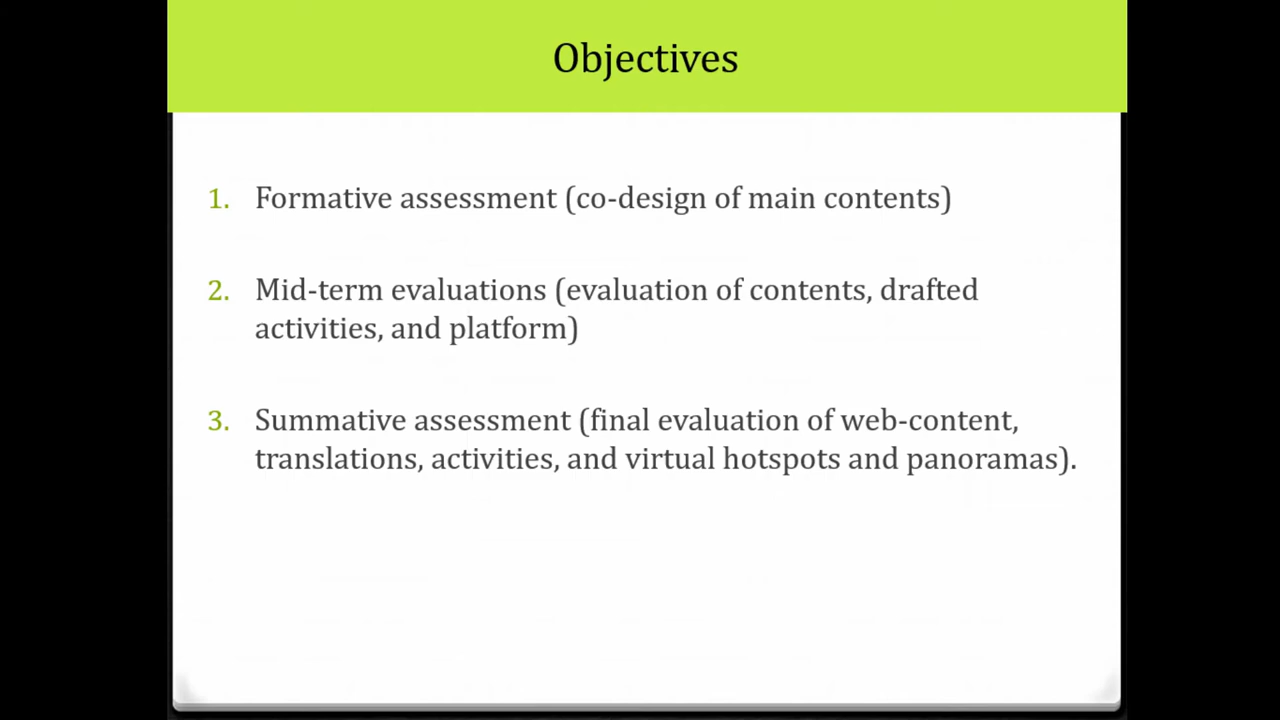 Objectives
1. Formative assessment (co-design of main contents)
2. Mid-term evaluations (evaluation of contents, drafted
activities, and platform)
3. Summative assessment (final evaluation of web-content,
translations, activities, and virtual hotspots and panoramas).